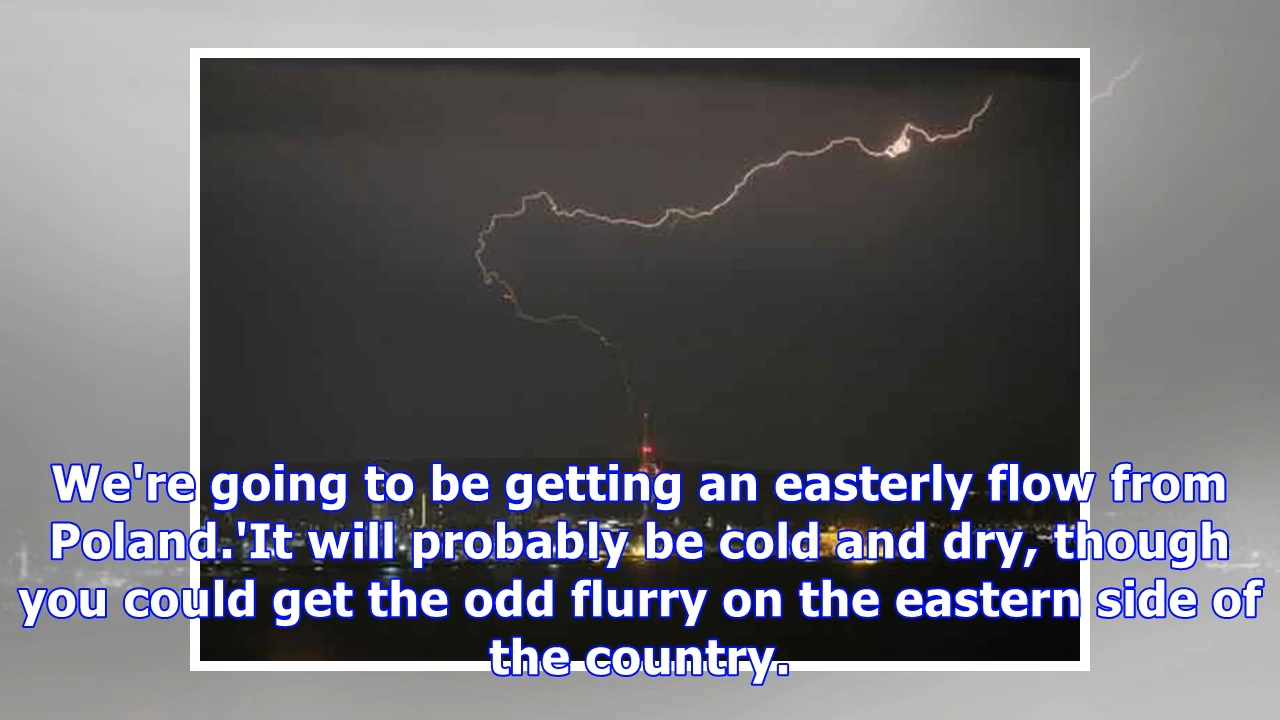 We're going to be getting an easterly flow from
Poland.'It will probably be cold and dry, though
you could get the odd flurry on the eastern side of
the country.